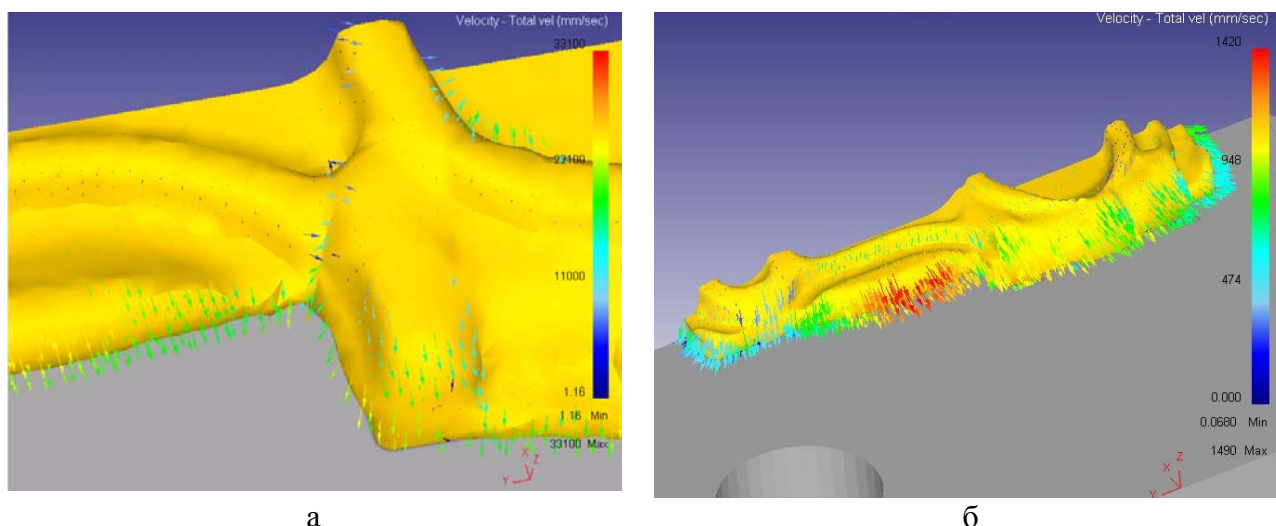 Velocity - Total vel (mm/sec)
33100
22100
11000
1.16
1.16 Min
33100 Max
X
Z
Y
а
Velocity - Total vel (mm/sec)
1420
948
474
0.000
0.0680 Min
1490 Max
X
Z
Y
б